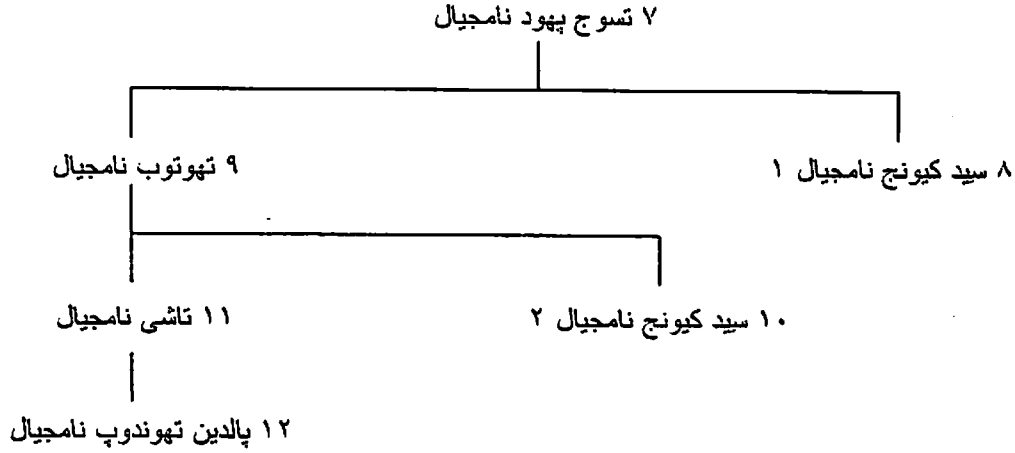 ۷ تسوج پهود نامجیال
۸ سید کیونج نامجیال ۱
۹ تهوتوب نامجیال
۱۰ سید کیونج نامجیال ۲
۱۱ تاشی نامجیال
۱۲ پالدین تهوندوپ نامجیال